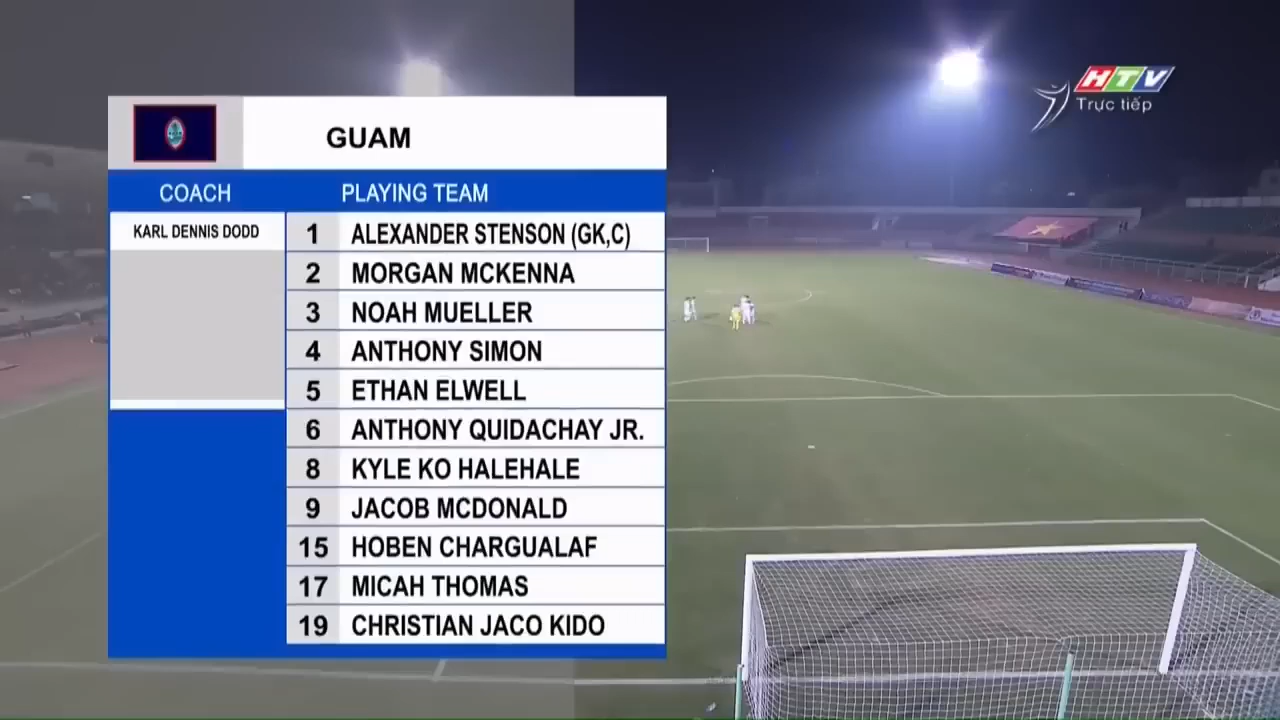 HTV
Trực tiếp
GUAM
COACH
PLAYING TEAM
KARL DENNIS DODD
1 ALEXANDER STENSON (GK,C)
2 MORGAN MCKENNA
3 NOAH MUELLER
4 ANTHONY SIMON
5 ETHAN ELWELL
6 ANTHONY QUIDACHAY JR.
8 KYLE KO HALEHALE
9 JACOB MCDONALD
15 HOBEN CHARGUALAF
17 MICAH THOMAS
19 CHRISTIAN JACO KIDO